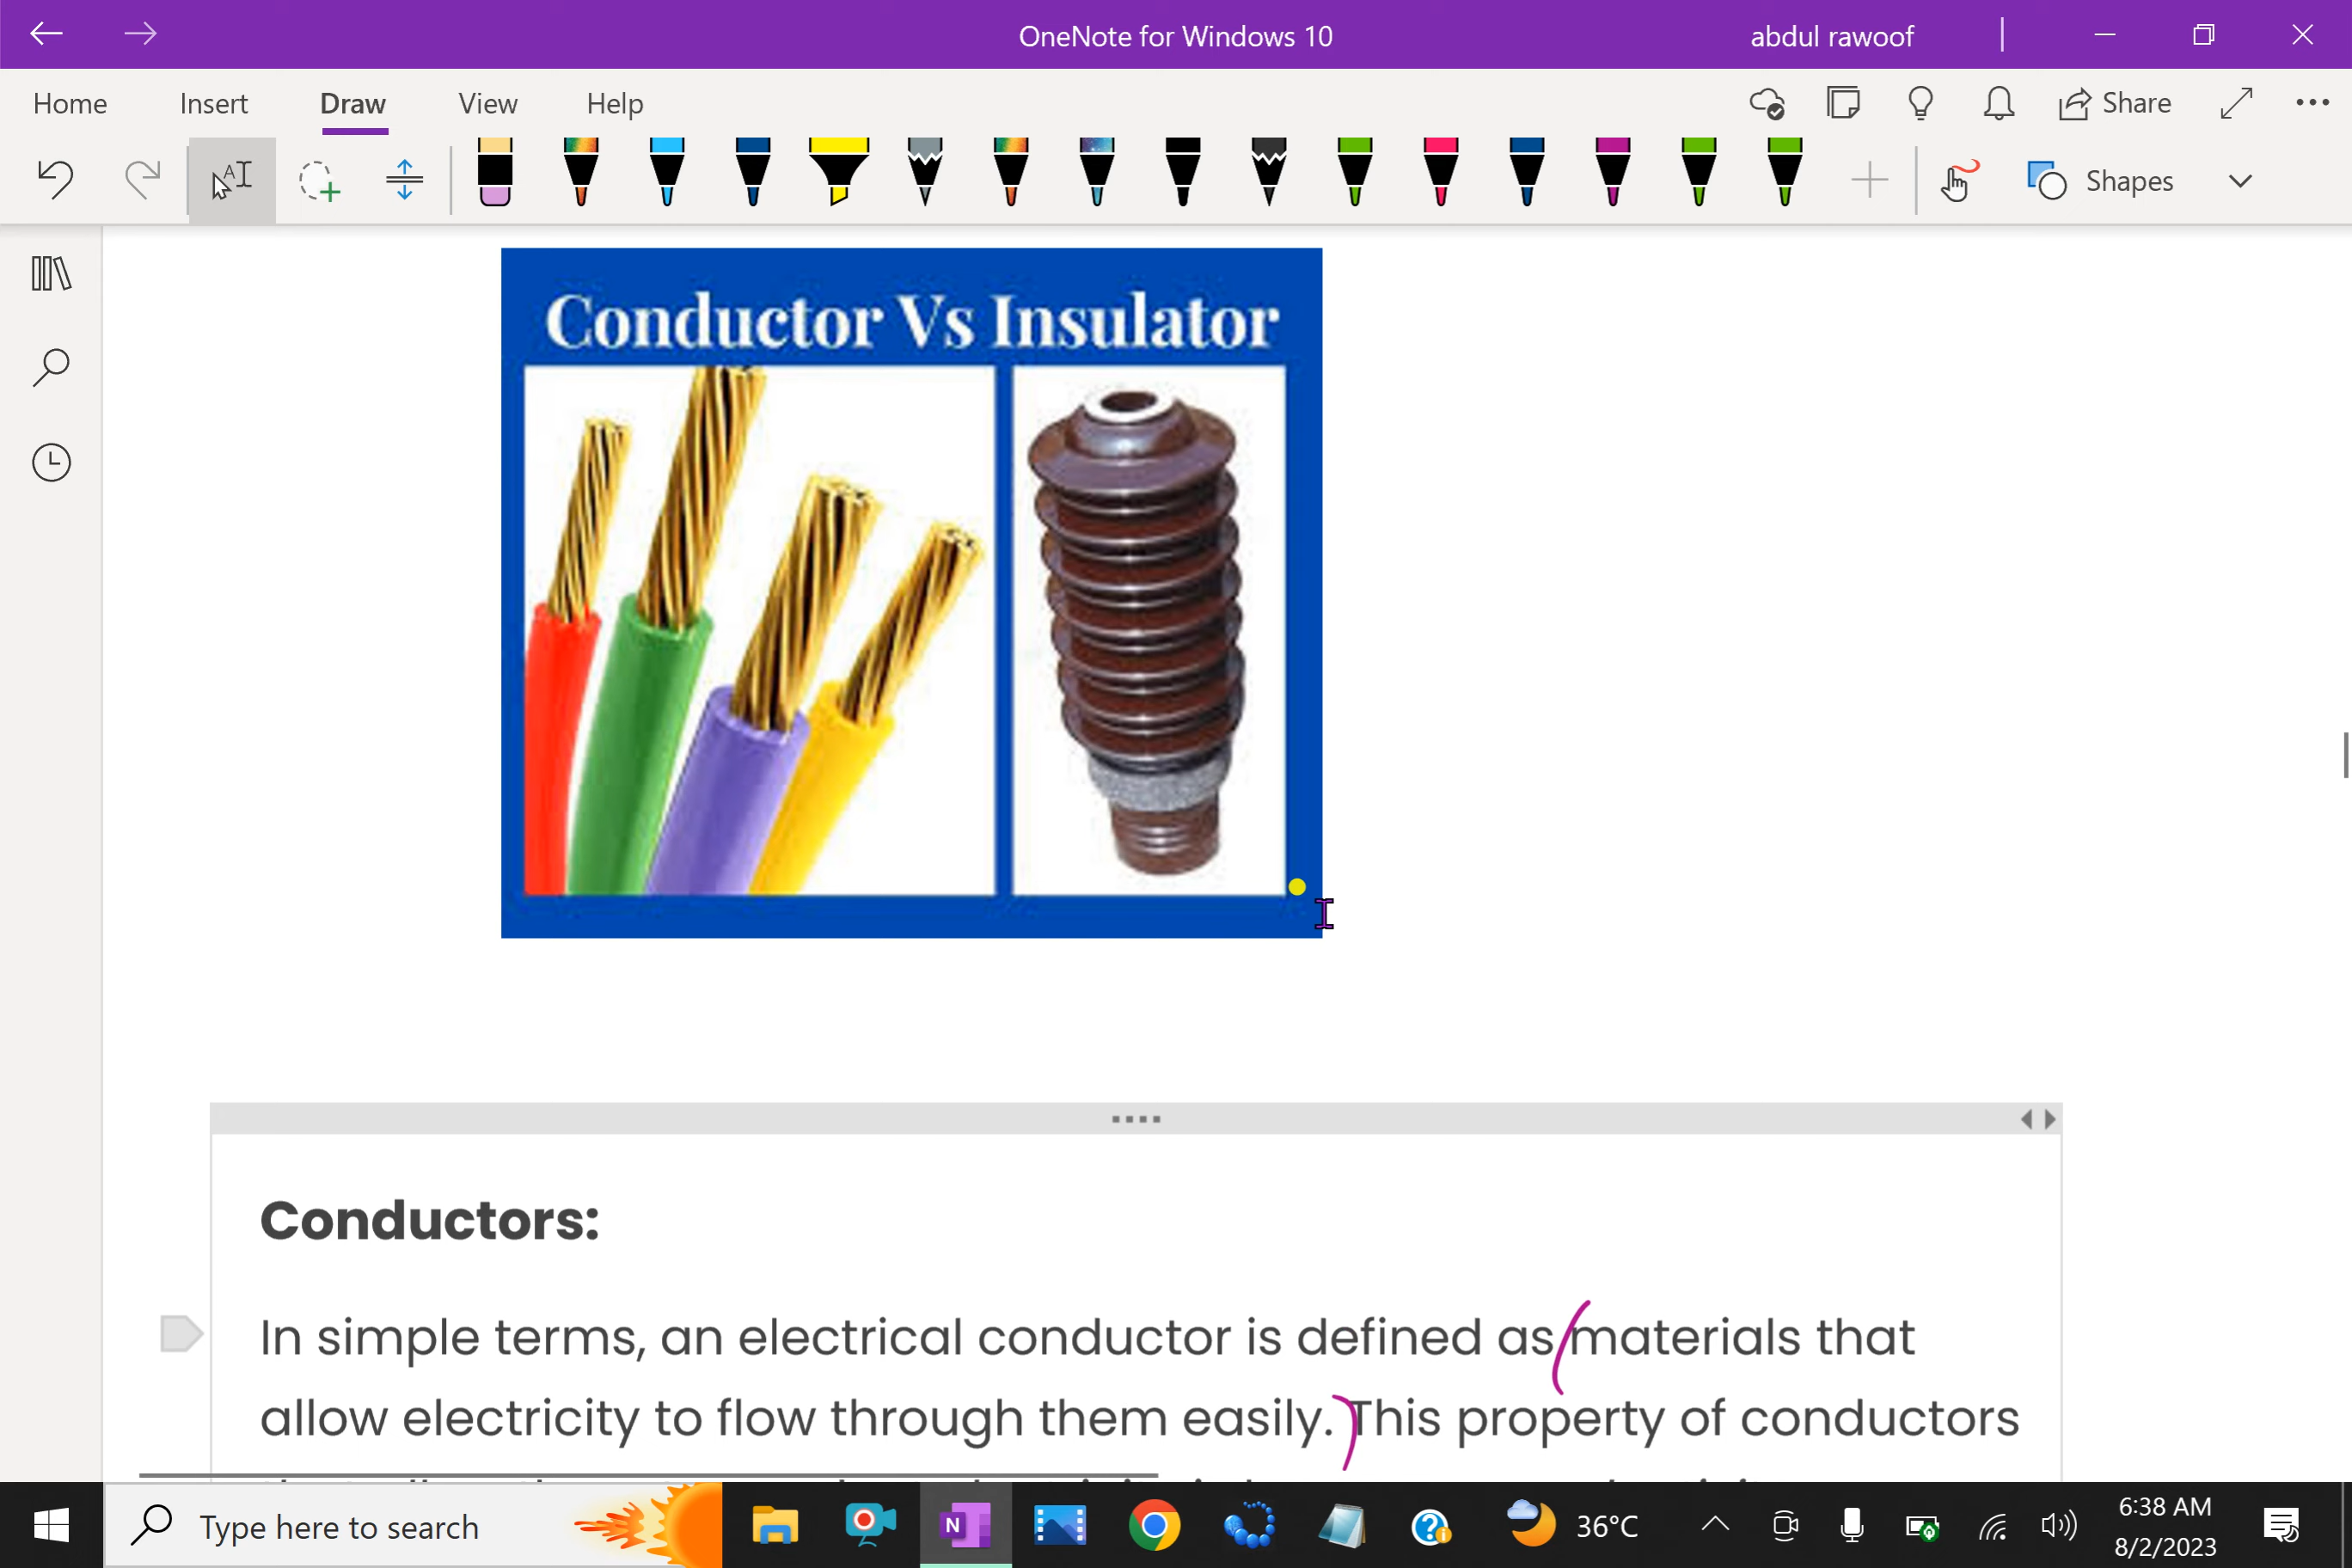 OneNote for Windows 10
abdul rawoof
Home Insert Draw View Help
Share
Shapes
Conductor Vs Insulator
Conductors:
In simple terms, an electrical conductor is defined as materials that
allow electricity to flow through them easily. This property of conductors
Type here to search
36°C
6:38 AM
8/2/2023